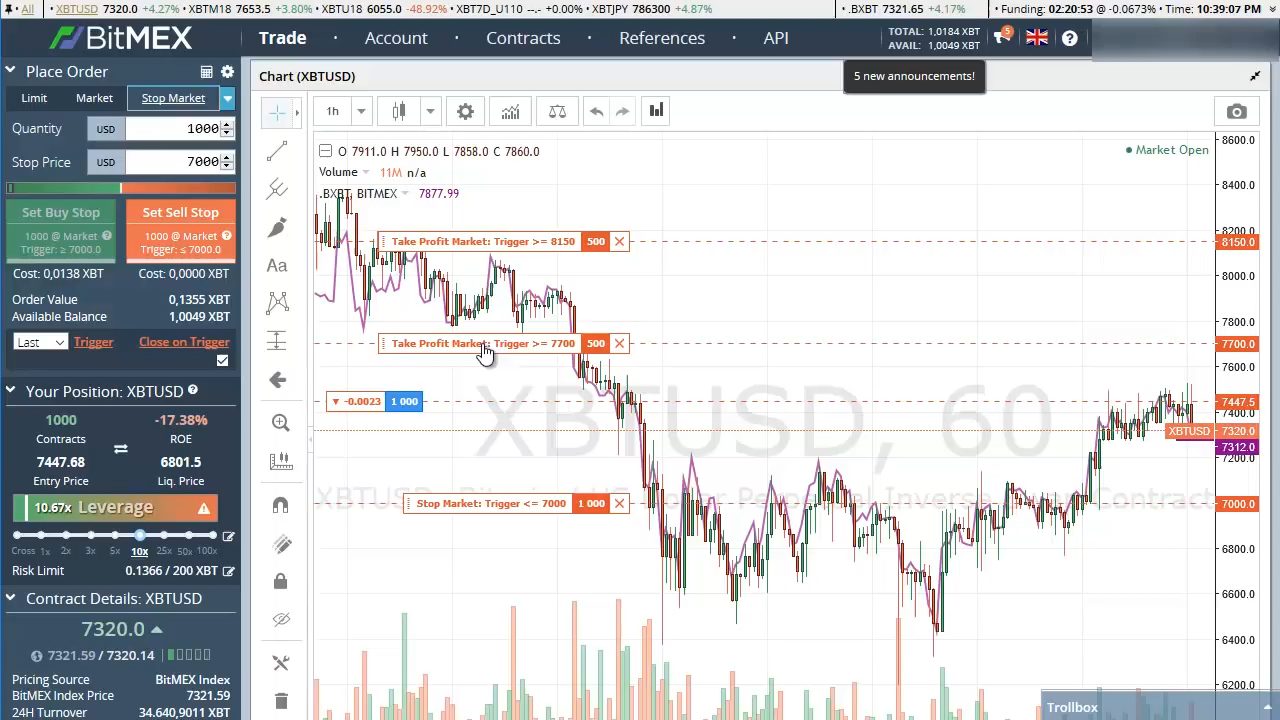 All · XBTUSD 7320.0 +4.27% · XBTM18 7653.5 +3.80% · XBTU18 6055.0 -48.92% · XBT7D_U110 --.- +0.00% · XBTJPY 786300 +4.87%
· .BXBT 7321.65 +4.17%
· Funding: 02:20:53 @ -0.0673% · Time: 10:39:07 PM
BitMEX
Trade · Account · Contracts · References · API
TOTAL: 1,0184 XBT
AVAIL: 1,0049 XBT
5
5 new announcements!
Place Order
Limit Market Stop Market
Quantity USD 1000
Stop Price USD 7000
Set Buy Stop
1000 @ Market
Trigger: ≥ 7000.0
Set Sell Stop
1000 @ Market
Trigger: ≤ 7000.0
Cost: 0,0138 XBT Cost: 0,0000 XBT
Order Value 0,1355 XBT
Available Balance 1,0049 XBT
Last Trigger Close on Trigger
Your Position: XBTUSD
1000 -17.38%
Contracts ROE
7447.68 6801.5
Entry Price Liq. Price
10.67x Leverage
Cross 1x 2x 3x 5x 10x 25x 50x 100x
Risk Limit 0.1366 / 200 XBT
Contract Details: XBTUSD
7320.0
7321.59 / 7320.14
Pricing Source BitMEX Index
BitMEX Index Price 7321.59
24H Turnover 34.640,9011 XBT
Chart (XBTUSD)
1h
Aa
O 7911.0 H 7950.0 L 7858.0 C 7860.0
Volume 11M n/a
.BXBT, BITMEX 7877.99
Market Open
Take Profit Market: Trigger >= 8150 500
Take Profit Market: Trigger >= 7700 500
-0.0023 1 000
Stop Market: Trigger <= 7000 1 000
XBTUSD, 60
8600.0
8400.0
8150.0
8000.0
7800.0
7700.0
7600.0
7447.5
7400.0
XBTUSD 7320.0
7312.0
7200.0
7000.0
6800.0
6600.0
6400.0
6200.0
Trollbox